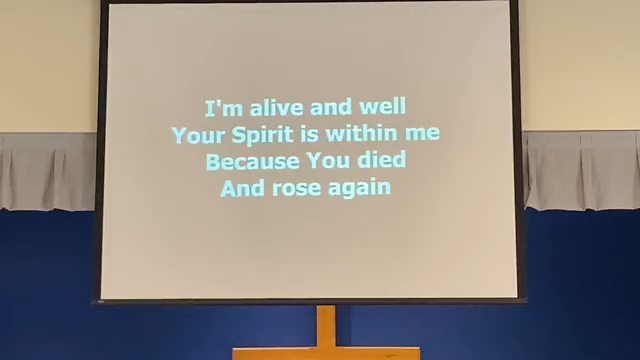 I'm alive and well
Your Spirit is within me
Because You died
And rose again